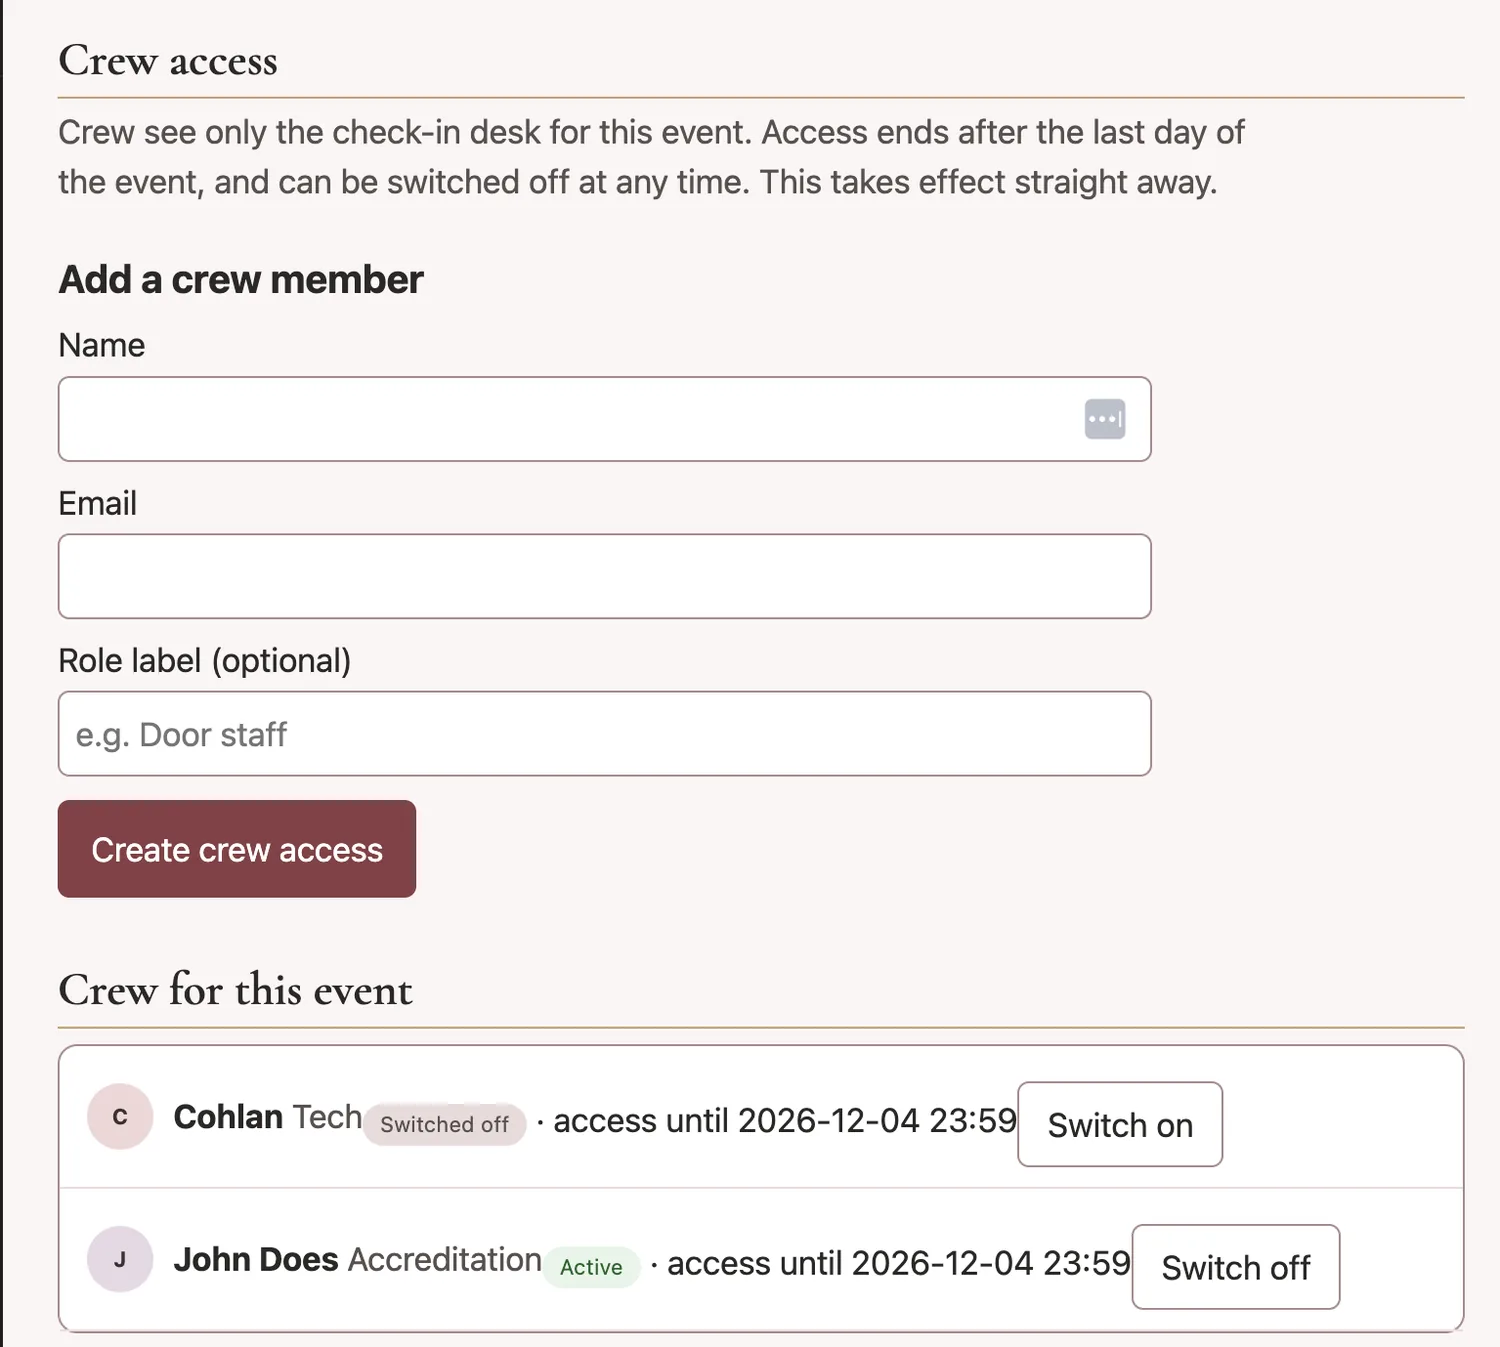 Crew access
Crew see only the check-in desk for this event. Access ends after the last day of
the event, and can be switched off at any time. This takes effect straight away.
Add a crew member
Name
Email
Role label (optional)
e.g. Door staff
Create crew access
Crew for this event
C Cohlan Tech Switched off · access until 2026-12-04 23:59 Switch on
J John Does Accreditation Active · access until 2026-12-04 23:59 Switch off